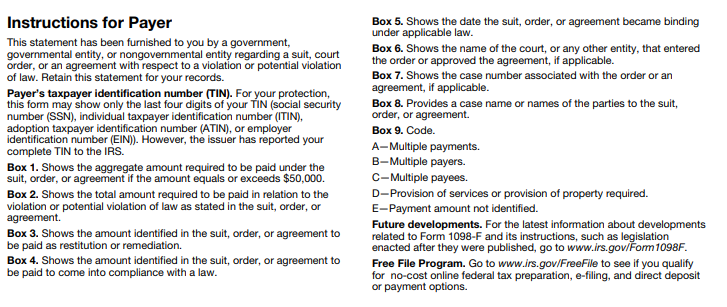 Instructions for Payer
This statement has been furnished to you by a government,
governmental entity, or nongovernmental entity regarding a suit, court
order, or an agreement with respect to a violation or potential violation
of law. Retain this statement for your records.
Payer's taxpayer identification number (TIN). For your protection,
this form may show only the last four digits of your TIN (social security
number (SSN), individual taxpayer identification number (ITIN),
adoption taxpayer identification number (ATIN), or employer
identification number (EIN)). However, the issuer has reported your
complete TIN to the IRS.
Box 1. Shows the aggregate amount required to be paid under the
suit, order, or agreement if the amount equals or exceeds $50,000.
Box 2. Shows the total amount required to be paid in relation to the
violation or potential violation of law as stated in the suit, order, or
agreement.
Box 3. Shows the amount identified in the suit, order, or agreement to
be paid as restitution or remediation.
Box 4. Shows the amount identified in the suit, order, or agreement to
be paid to come into compliance with a law.
Box 5. Shows the date the suit, order, or agreement became binding
under applicable law.
Box 6. Shows the name of the court, or any other entity, that entered
the order or approved the agreement, if applicable.
Box 7. Shows the case number associated with the order or an
agreement, if applicable.
Box 8. Provides a case name or names of the parties to the suit,
order, or agreement.
Box 9. Code.
A—Multiple payments.
B—Multiple payers.
C—Multiple payees.
D—Provision of services or provision of property required.
E—Payment amount not identified.
Future developments. For the latest information about developments
related to Form 1098-F and its instructions, such as legislation
enacted after they were published, go to www.irs.gov/Form1098F.
Free File Program. Go to www.irs.gov/FreeFile to see if you qualify
for no-cost online federal tax preparation, e-filing, and direct deposit
or payment options.